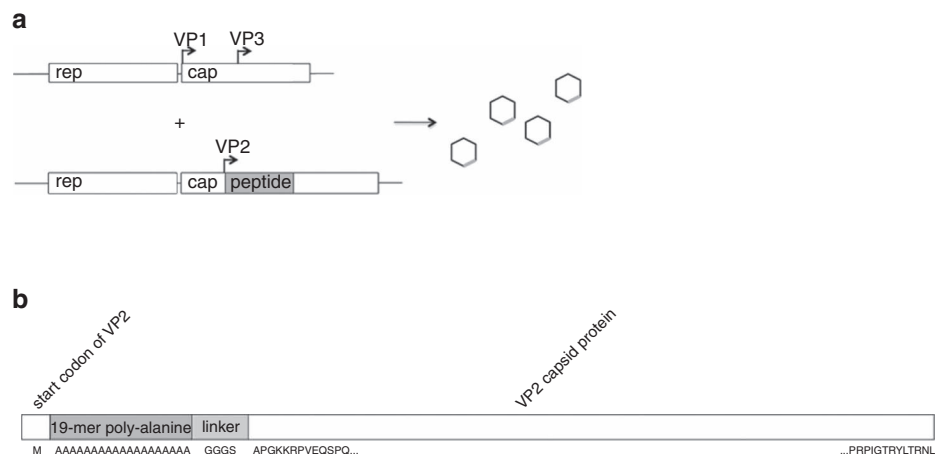 a
VP1 VP3
rep cap
+
VP2
rep cap peptide
b
start codon of VP2
VP2 capsid protein
19-mer poly-alanine linker
M AAAAAAAAAAAAAAAAAAA GGGS APGKKRPVEQSPQ... ...PRPIGTRYLTRNL